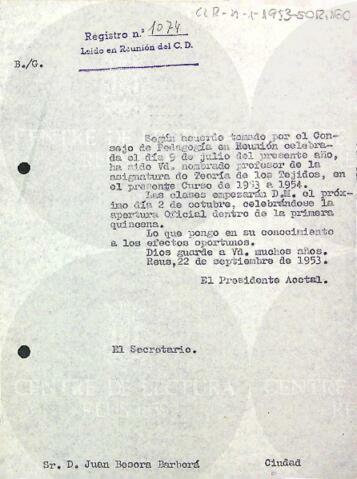 Registro n.º 1074
Leido en Reunión del C.D.
B./G.
Según acuerdo tomado por el Con-
sejo de Pedagogía en Reunión celebra-
da el día 9 de julio del presente año,
ha sido Vd. nombrado profesor de la
asignatura de Teoría de los Tejidos, en
el presente Curso de 1953 a 1954.
Las clases empezarán D.M. el próxi-
mo día 2 de octubre, celebrándose la
apertura Oficial dentro de la primera
quincena.
Lo que pongo en su conocimiento
a los efectos oportunos.
Dios guarde a Vd. muchos años.
Reus, 22 de septiembre de 1953.
El Presidente Acctal.
El Secretario.
CENTRE DE LECTURA
Sr. D. Juan Besora Barberá Ciudad